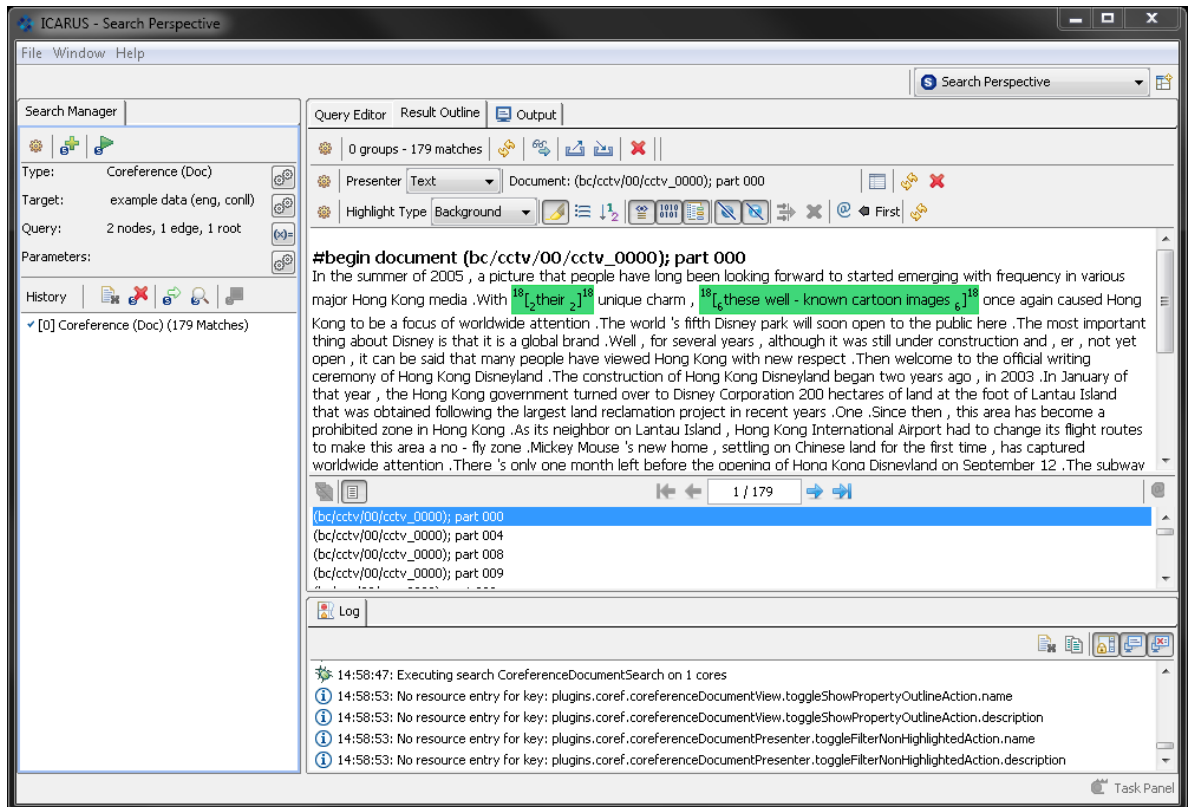 ICARUS - Search Perspective
File Window Help
Search Perspective
Search Manager
Type: Coreference (Doc)
Target: example data (eng, conll)
Query: 2 nodes, 1 edge, 1 root
Parameters:
History
[0] Coreference (Doc) (179 Matches)
Query Editor Result Outline Output
0 groups - 179 matches
Presenter Text Document: (bc/cctv/00/cctv_0000); part 000
Highlight Type Background First
#begin document (bc/cctv/00/cctv_0000); part 000
In the summer of 2005 , a picture that people have long been looking forward to started emerging with frequency in various
major Hong Kong media .With 18[2their 2]18 unique charm , 18[6these well - known cartoon images 6]18 once again caused Hong
Kong to be a focus of worldwide attention .The world 's fifth Disney park will soon open to the public here .The most important
thing about Disney is that it is a global brand .Well , for several years , although it was still under construction and , er , not yet
open , it can be said that many people have viewed Hong Kong with new respect .Then welcome to the official writing
ceremony of Hong Kong Disneyland .The construction of Hong Kong Disneyland began two years ago , in 2003 .In January of
that year , the Hong Kong government turned over to Disney Corporation 200 hectares of land at the foot of Lantau Island
that was obtained following the largest land reclamation project in recent years .One .Since then , this area has become a
prohibited zone in Hong Kong .As its neighbor on Lantau Island , Hong Kong International Airport had to change its flight routes
to make this area a no - fly zone .Mickey Mouse 's new home , settling on Chinese land for the first time , has captured
worldwide attention .There 's only one month left before the opening of Hong Kong Disneyland on September 12 .The subway
1 / 179
(bc/cctv/00/cctv_0000); part 000
(bc/cctv/00/cctv_0000); part 004
(bc/cctv/00/cctv_0000); part 008
(bc/cctv/00/cctv_0000); part 009
Log
14:58:47: Executing search CoreferenceDocumentSearch on 1 cores
14:58:53: No resource entry for key: plugins.coref.coreferenceDocumentView.toggleShowPropertyOutlineAction.name
14:58:53: No resource entry for key: plugins.coref.coreferenceDocumentView.toggleShowPropertyOutlineAction.description
14:58:53: No resource entry for key: plugins.coref.coreferenceDocumentPresenter.toggleFilterNonHighlightedAction.name
14:58:53: No resource entry for key: plugins.coref.coreferenceDocumentPresenter.toggleFilterNonHighlightedAction.description
Task Panel